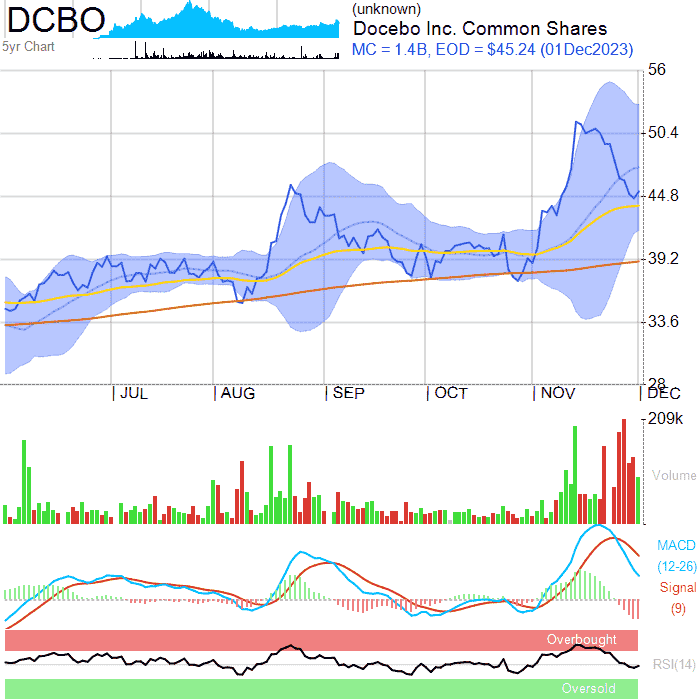 DCBO
5yr Chart
(unknown)
Docebo Inc. Common Shares
MC = 1.4B, EOD = $45.24 (01Dec2023)
56
50.4
44.8
39.2
33.6
28
JUL AUG SEP OCT NOV DEC
209k
Volume
MACD
(12-26)
Signal
(9)
Overbought
RSI(14)
Oversold